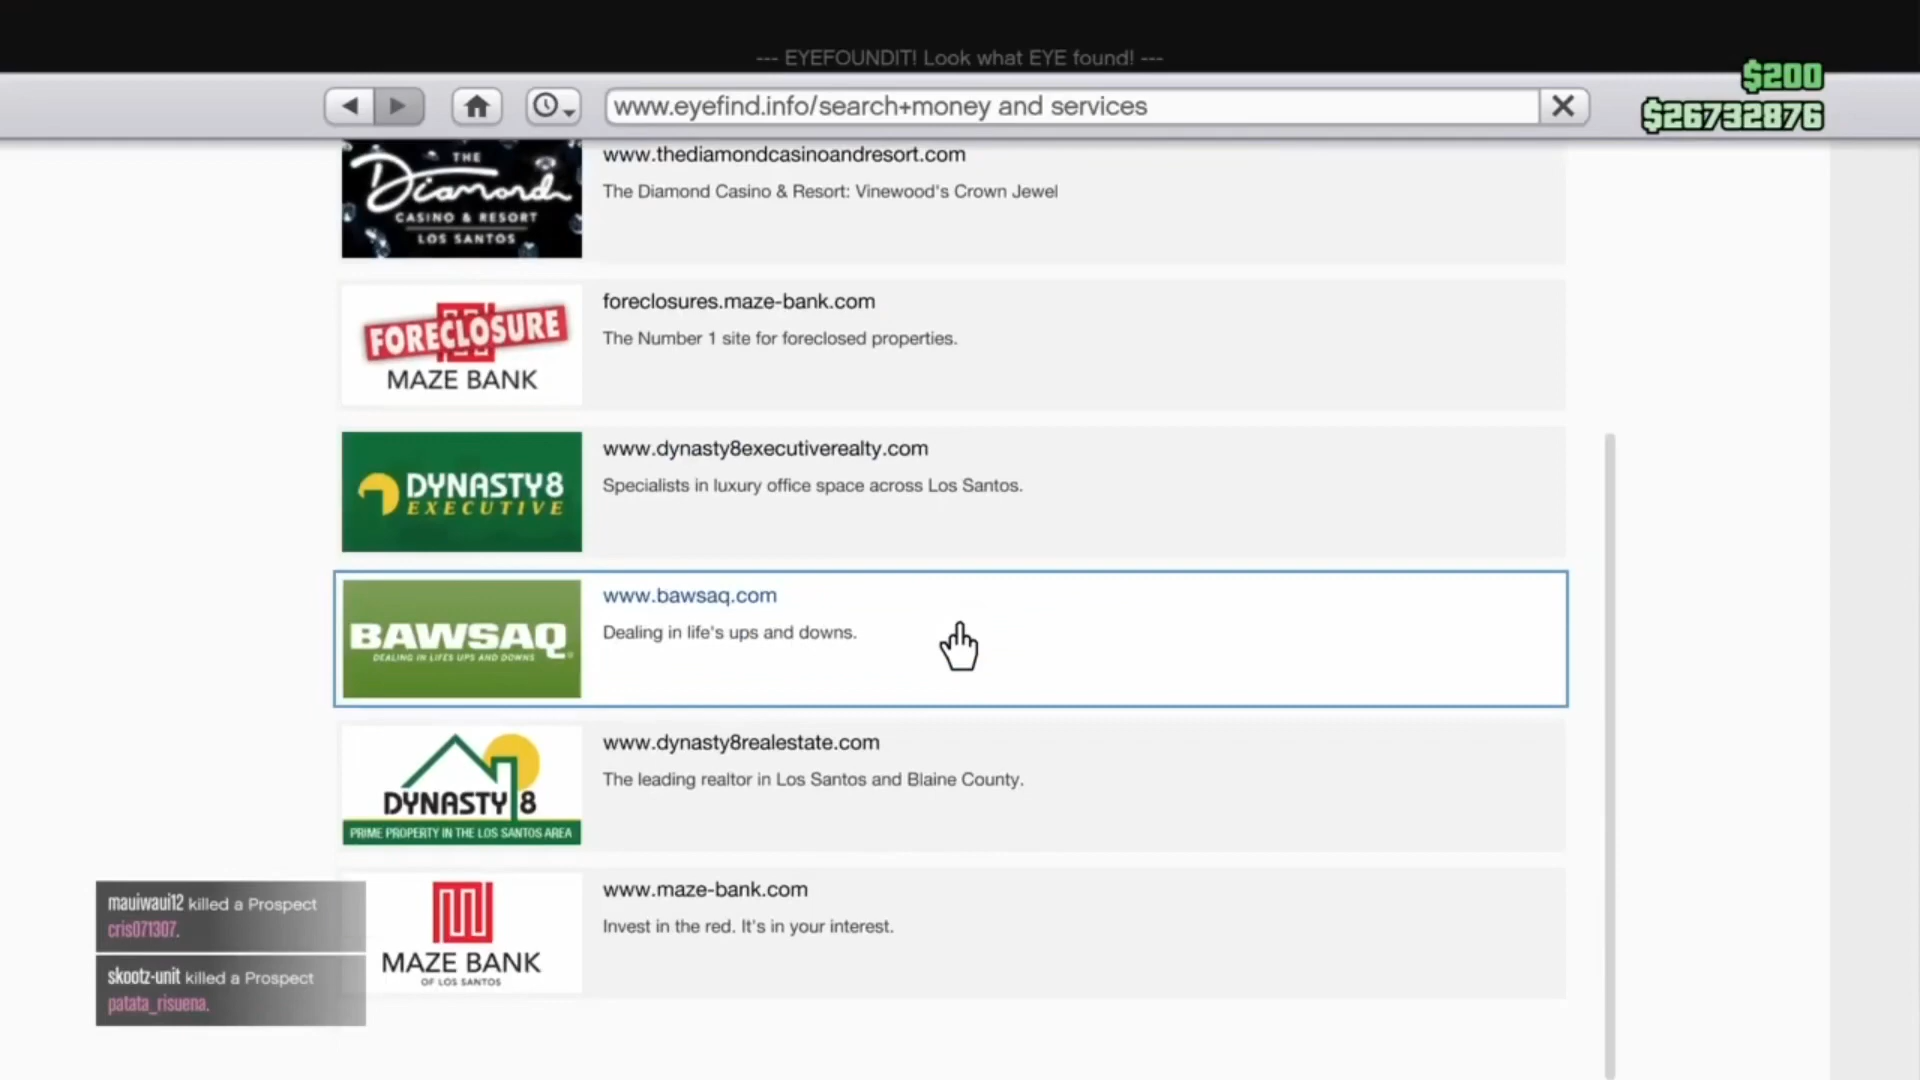 --- EYEFOUNDIT! Look what EYE found! ---
$200
www.eyefind.info/search+money and services
$26732876
THE
Diamond
CASINO & RESORT
LOS SANTOS
www.thediamondcasinoandresort.com
The Diamond Casino & Resort: Vinewood's Crown Jewel
FORECLOSURE
MAZE BANK
foreclosures.maze-bank.com
The Number 1 site for foreclosed properties.
DYNASTY8
EXECUTIVE
www.dynasty8executiverealty.com
Specialists in luxury office space across Los Santos.
BAWSAQ
DEALING IN LIFE'S UPS AND DOWNS
www.bawsaq.com
Dealing in life's ups and downs.
DYNASTY 8
PRIME PROPERTY IN THE LOS SANTOS AREA
www.dynasty8realestate.com
The leading realtor in Los Santos and Blaine County.
MAZE BANK
OF LOS SANTOS
www.maze-bank.com
Invest in the red. It's in your interest.
mauiwaui12 killed a Prospect
cris071307.
skootz-unit killed a Prospect
patata_risuena.